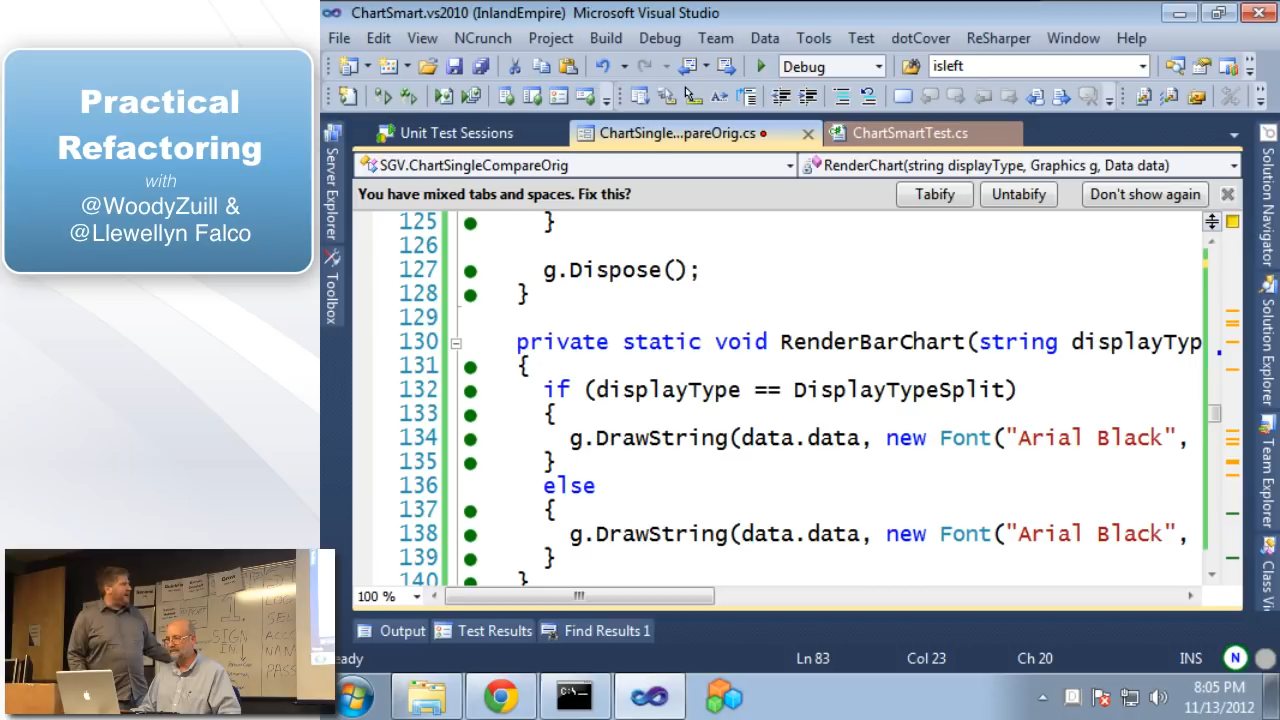 Practical
Refactoring
with
@WoodyZuill &
@Llewellyn Falco
ChartSmart.vs2010 (InlandEmpire)  Microsoft Visual Studio
File Edit View NCrunch Project Build Debug Team Data Tools Test dotCover ReSharper Window Help
Debug
isleft
Unit Test Sessions
ChartSingle...pareOrig.cs
ChartSmartTest.cs
SGV.ChartSingleCompareOrig
RenderChart(string displayType, Graphics g, Data data)
You have mixed tabs and spaces. Fix this?
Tabify
Untabify
Don't show again
125 }
126
127 g.Dispose();
128 }
129
130 private static void RenderBarChart(string displayTyp
131 {
132 if (displayType == DisplayTypeSplit)
133 {
134 g.DrawString(data.data, new Font("Arial Black",
135 }
136 else
137 {
138 g.DrawString(data.data, new Font("Arial Black",
139 }
140 }
100 %
Server Explorer
Toolbox
Solution Navigator
Solution Explorer
Team Explorer
Class Vi
Output
Test Results
Find Results 1
eady
Ln 83
Col 23
Ch 20
INS
N
8:05 PM
11/13/2012
SIGN
IN